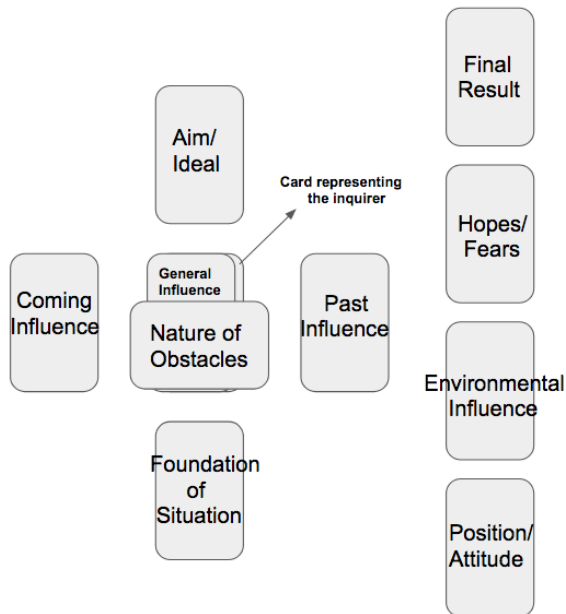 Final
Result
Aim/
Ideal
Card representing
the inquirer
Hopes/
Fears
General
Influence
Coming
Influence
Nature of
Obstacles
Past
Influence
Environmental
Influence
Foundation
of
Situation
Position/
Attitude